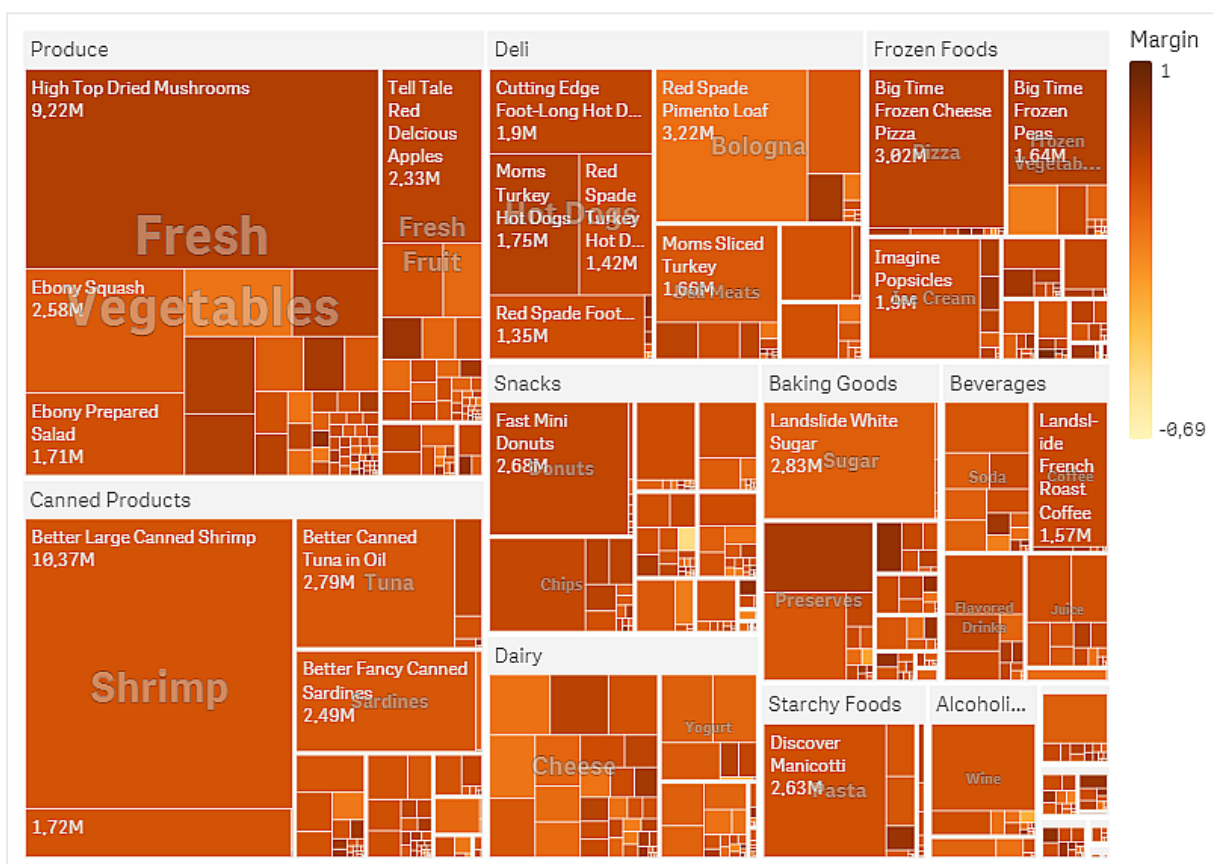 Produce
High Top Dried Mushrooms
9,22M
Tell Tale
Red
Delcious
Apples
2,33M
Fresh
Vegetables
Fresh
Fruit
Ebony Squash
2,58M
Ebony Prepared
Salad
1,71M
Deli
Cutting Edge
Foot-Long Hot D...
1,9M
Moms
Turkey
Hot Dogs
1,75M
Red
Spade
Turkey
Hot D...
1,42M
Hot Dogs
Red Spade Foot...
1,35M
Red Spade
Pimento Loaf
3,22M
Bologna
Moms Sliced
Turkey
1,66M
Deli Meats
Frozen Foods
Big Time
Frozen Cheese
Pizza
3,02M
Pizza
Big Time
Frozen
Peas
1,64M
Frozen
Vegetab...
Imagine
Popsicles
1,9M
Ice Cream
Margin
1
-0,69
Canned Products
Better Large Canned Shrimp
10,37M
Shrimp
1,72M
Better Canned
Tuna in Oil
2,79M
Tuna
Better Fancy Canned
Sardines
2,49M
Sardines
Snacks
Fast Mini
Donuts
2,68M
Donuts
Chips
Baking Goods
Landslide White
Sugar
2,83M
Sugar
Preserves
Beverages
Soda
Landsl-
ide
French
Roast
Coffee
1,57M
Coffee
Flavored
Drinks
Juice
Dairy
Cheese
Yogurt
Starchy Foods
Discover
Manicotti
2,63M
Pasta
Alcoholi...
Wine